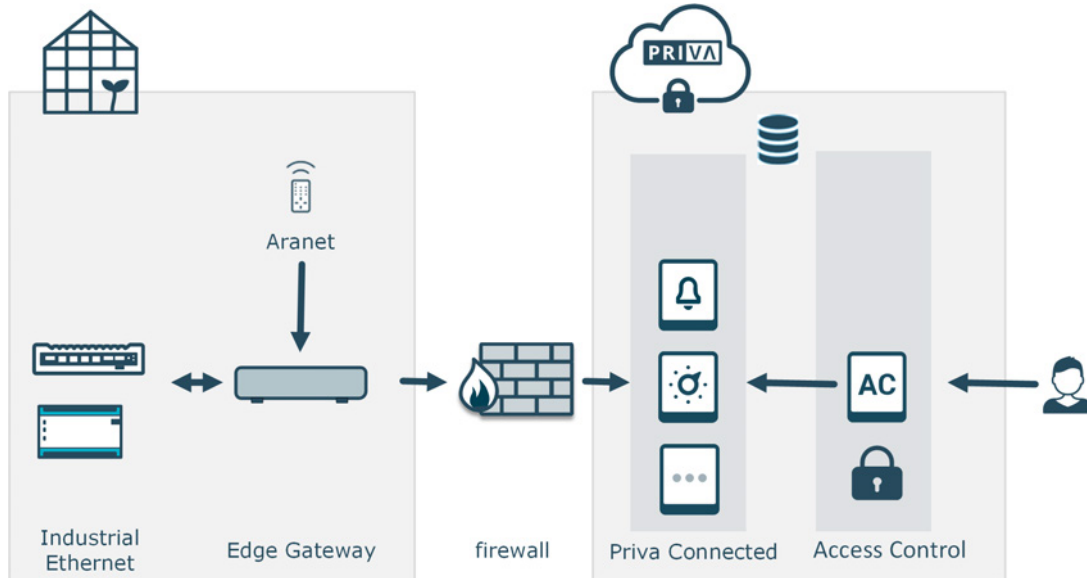 PRIVA
Aranet
AC
Industrial
Ethernet
Edge Gateway
firewall
Priva Connected
Access Control